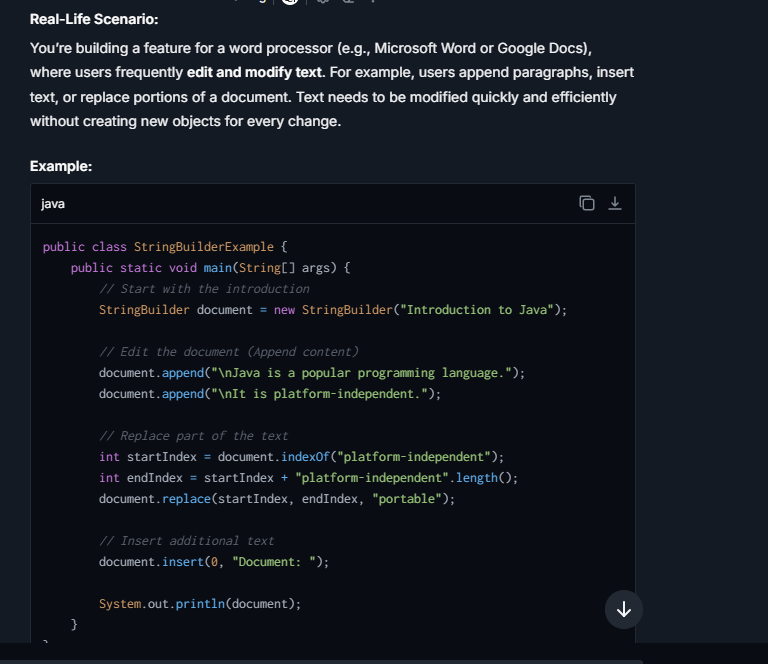 Real-Life Scenario:
You're building a feature for a word processor (e.g., Microsoft Word or Google Docs),
where users frequently edit and modify text. For example, users append paragraphs, insert
text, or replace portions of a document. Text needs to be modified quickly and efficiently
without creating new objects for every change.
Example:
java
public class StringBuilderExample {
    public static void main(String[] args) {
        // Start with the introduction
        StringBuilder document = new StringBuilder("Introduction to Java");

        // Edit the document (Append content)
        document.append("\nJava is a popular programming language.");
        document.append("\nIt is platform-independent.");

        // Replace part of the text
        int startIndex = document.indexOf("platform-independent");
        int endIndex = startIndex + "platform-independent".length();
        document.replace(startIndex, endIndex, "portable");

        // Insert additional text
        document.insert(0, "Document: ");

        System.out.println(document);
    }